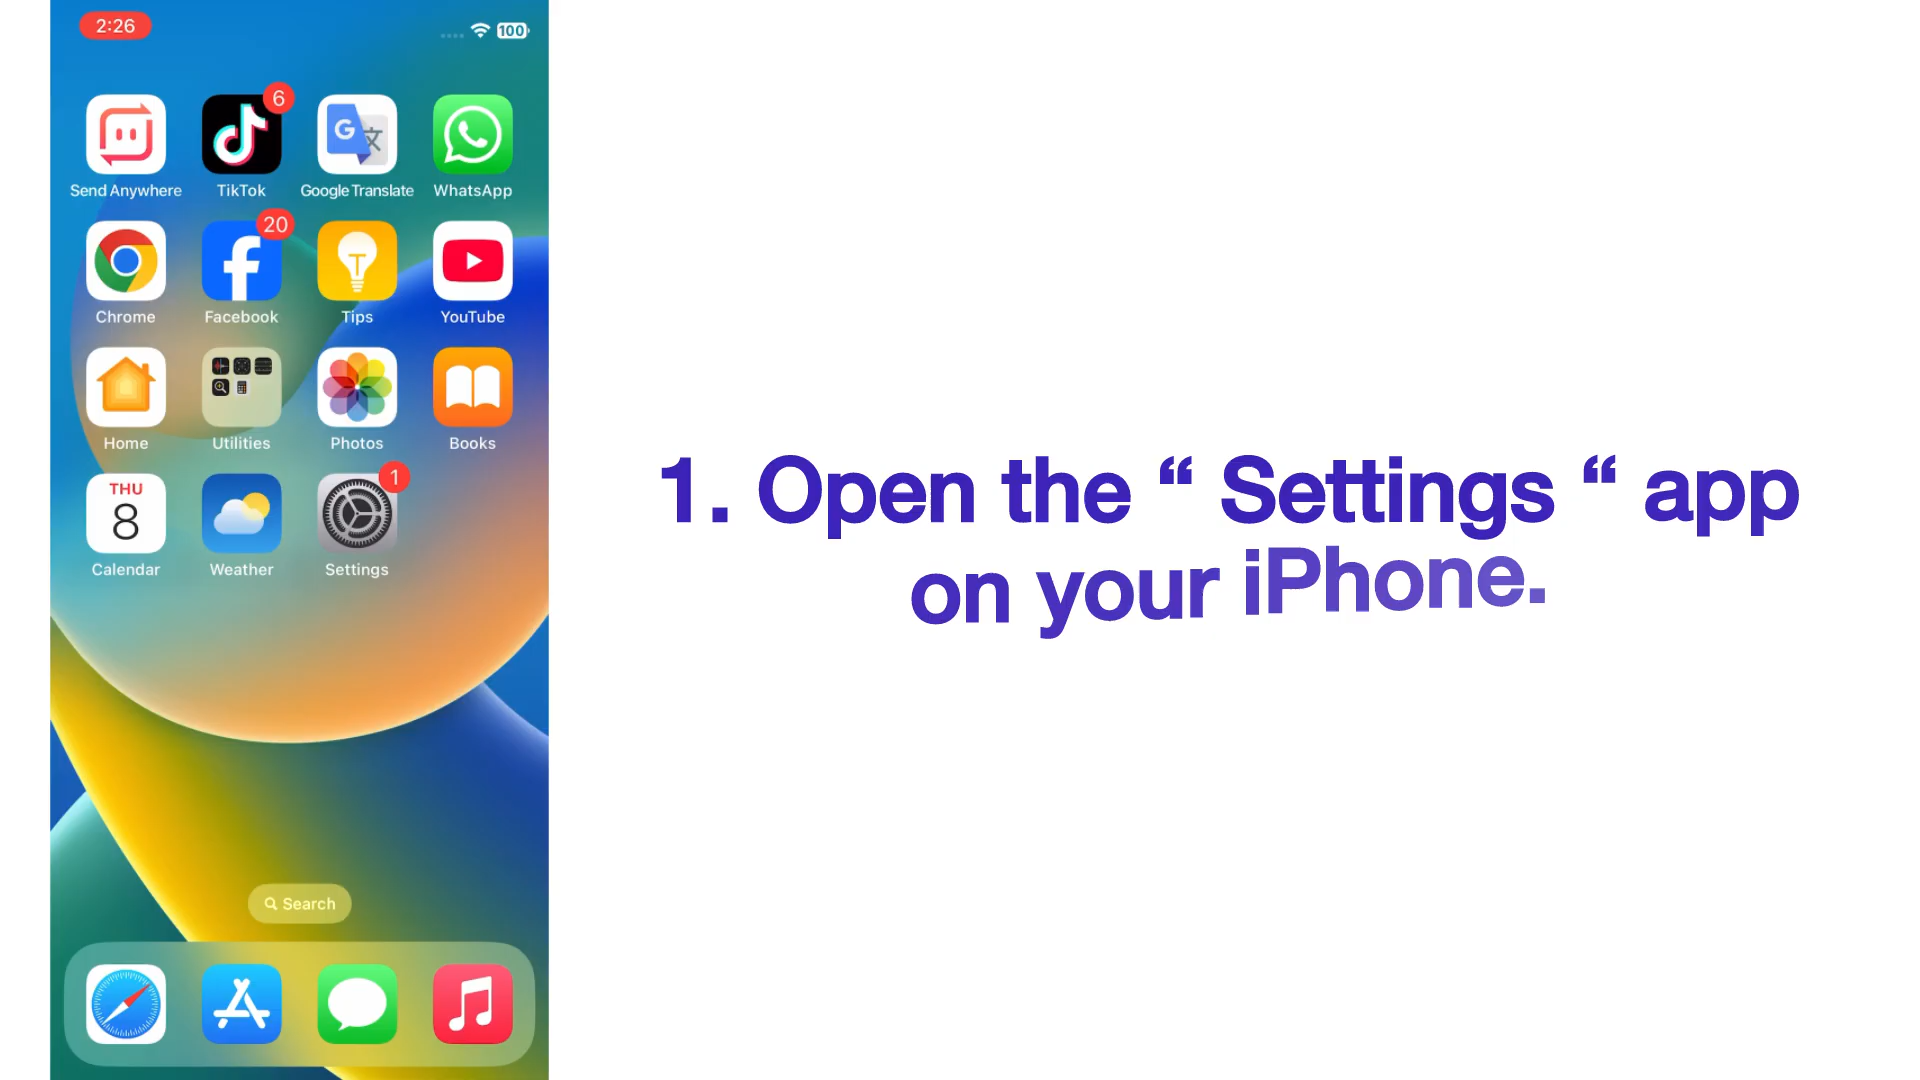 2:26
100
6
Send Anywhere TikTok Google Translate WhatsApp
20
Chrome Facebook Tips YouTube
Home Utilities Photos Books
THU
8
1
Calendar Weather Settings
Search
1. Open the “ Settings “ app
on your iPhone.